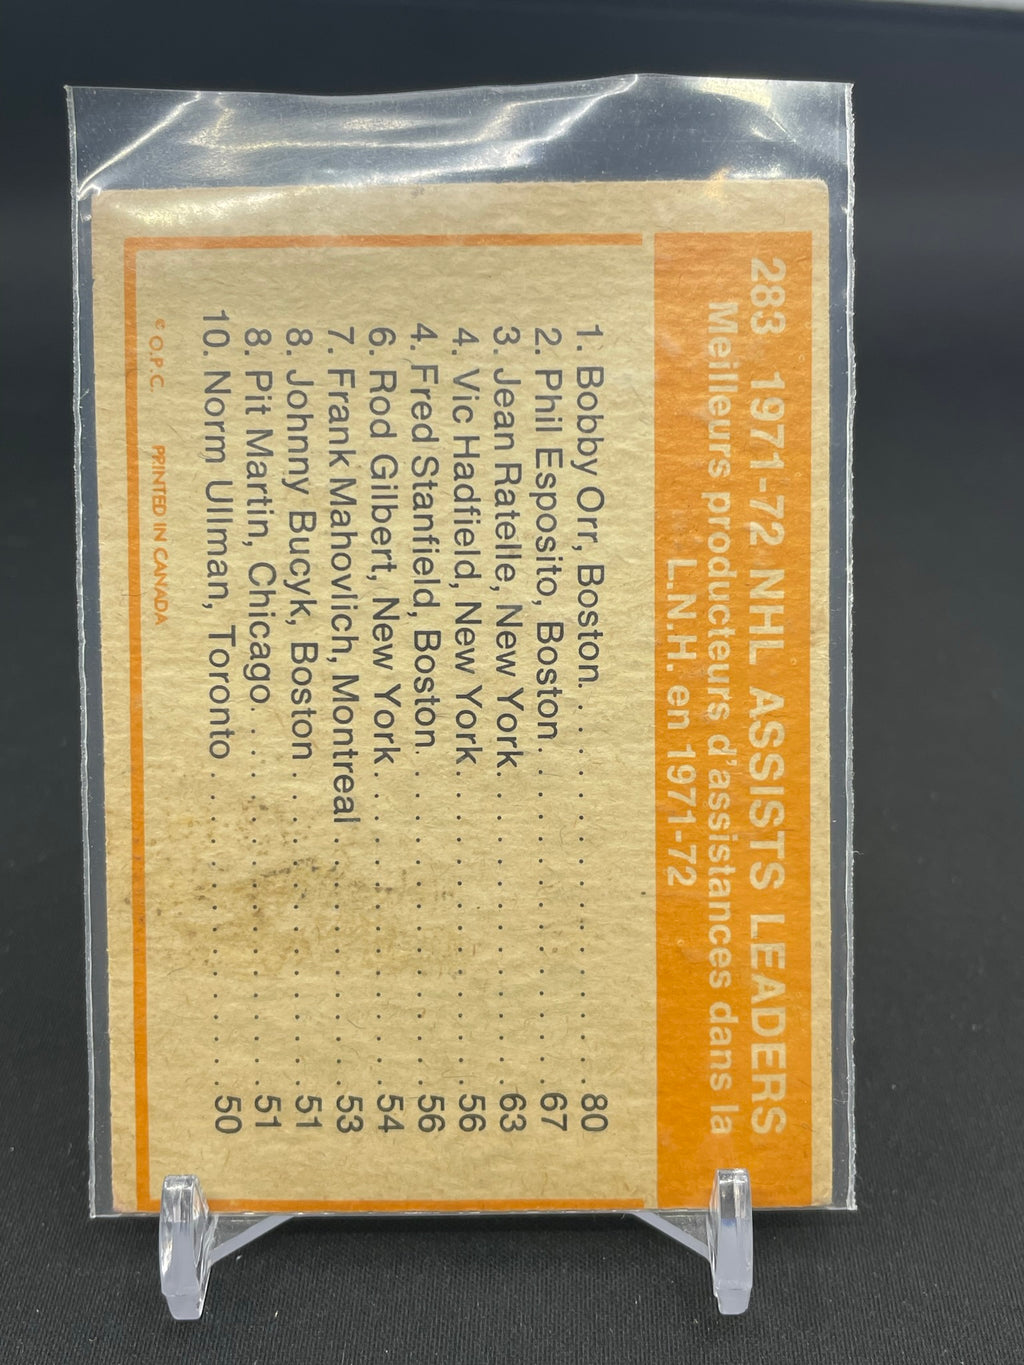 283 1971-72 NHL ASSISTS LEADERS
Meilleurs producteurs d'assistances dans la
L.N.H. en 1971-72
1. Bobby Orr, Boston. . . . . . . . . . . 80
2. Phil Esposito, Boston. . . . . . . . . . 67
3. Jean Ratelle, New York. . . . . . . . . 63
4. Vic Hadfield, New York. . . . . . . . . 56
4. Fred Stanfield, Boston. . . . . . . . . 56
6. Rod Gilbert, New York. . . . . . . . . 54
7. Frank Mahovlich, Montreal . . . . . . . 53
8. Johnny Bucyk, Boston . . . . . . . . . 51
8. Pit Martin, Chicago. . . . . . . . . . 51
10. Norm Ullman, Toronto . . . . . . . . . 50
© O.P.C. PRINTED IN CANADA